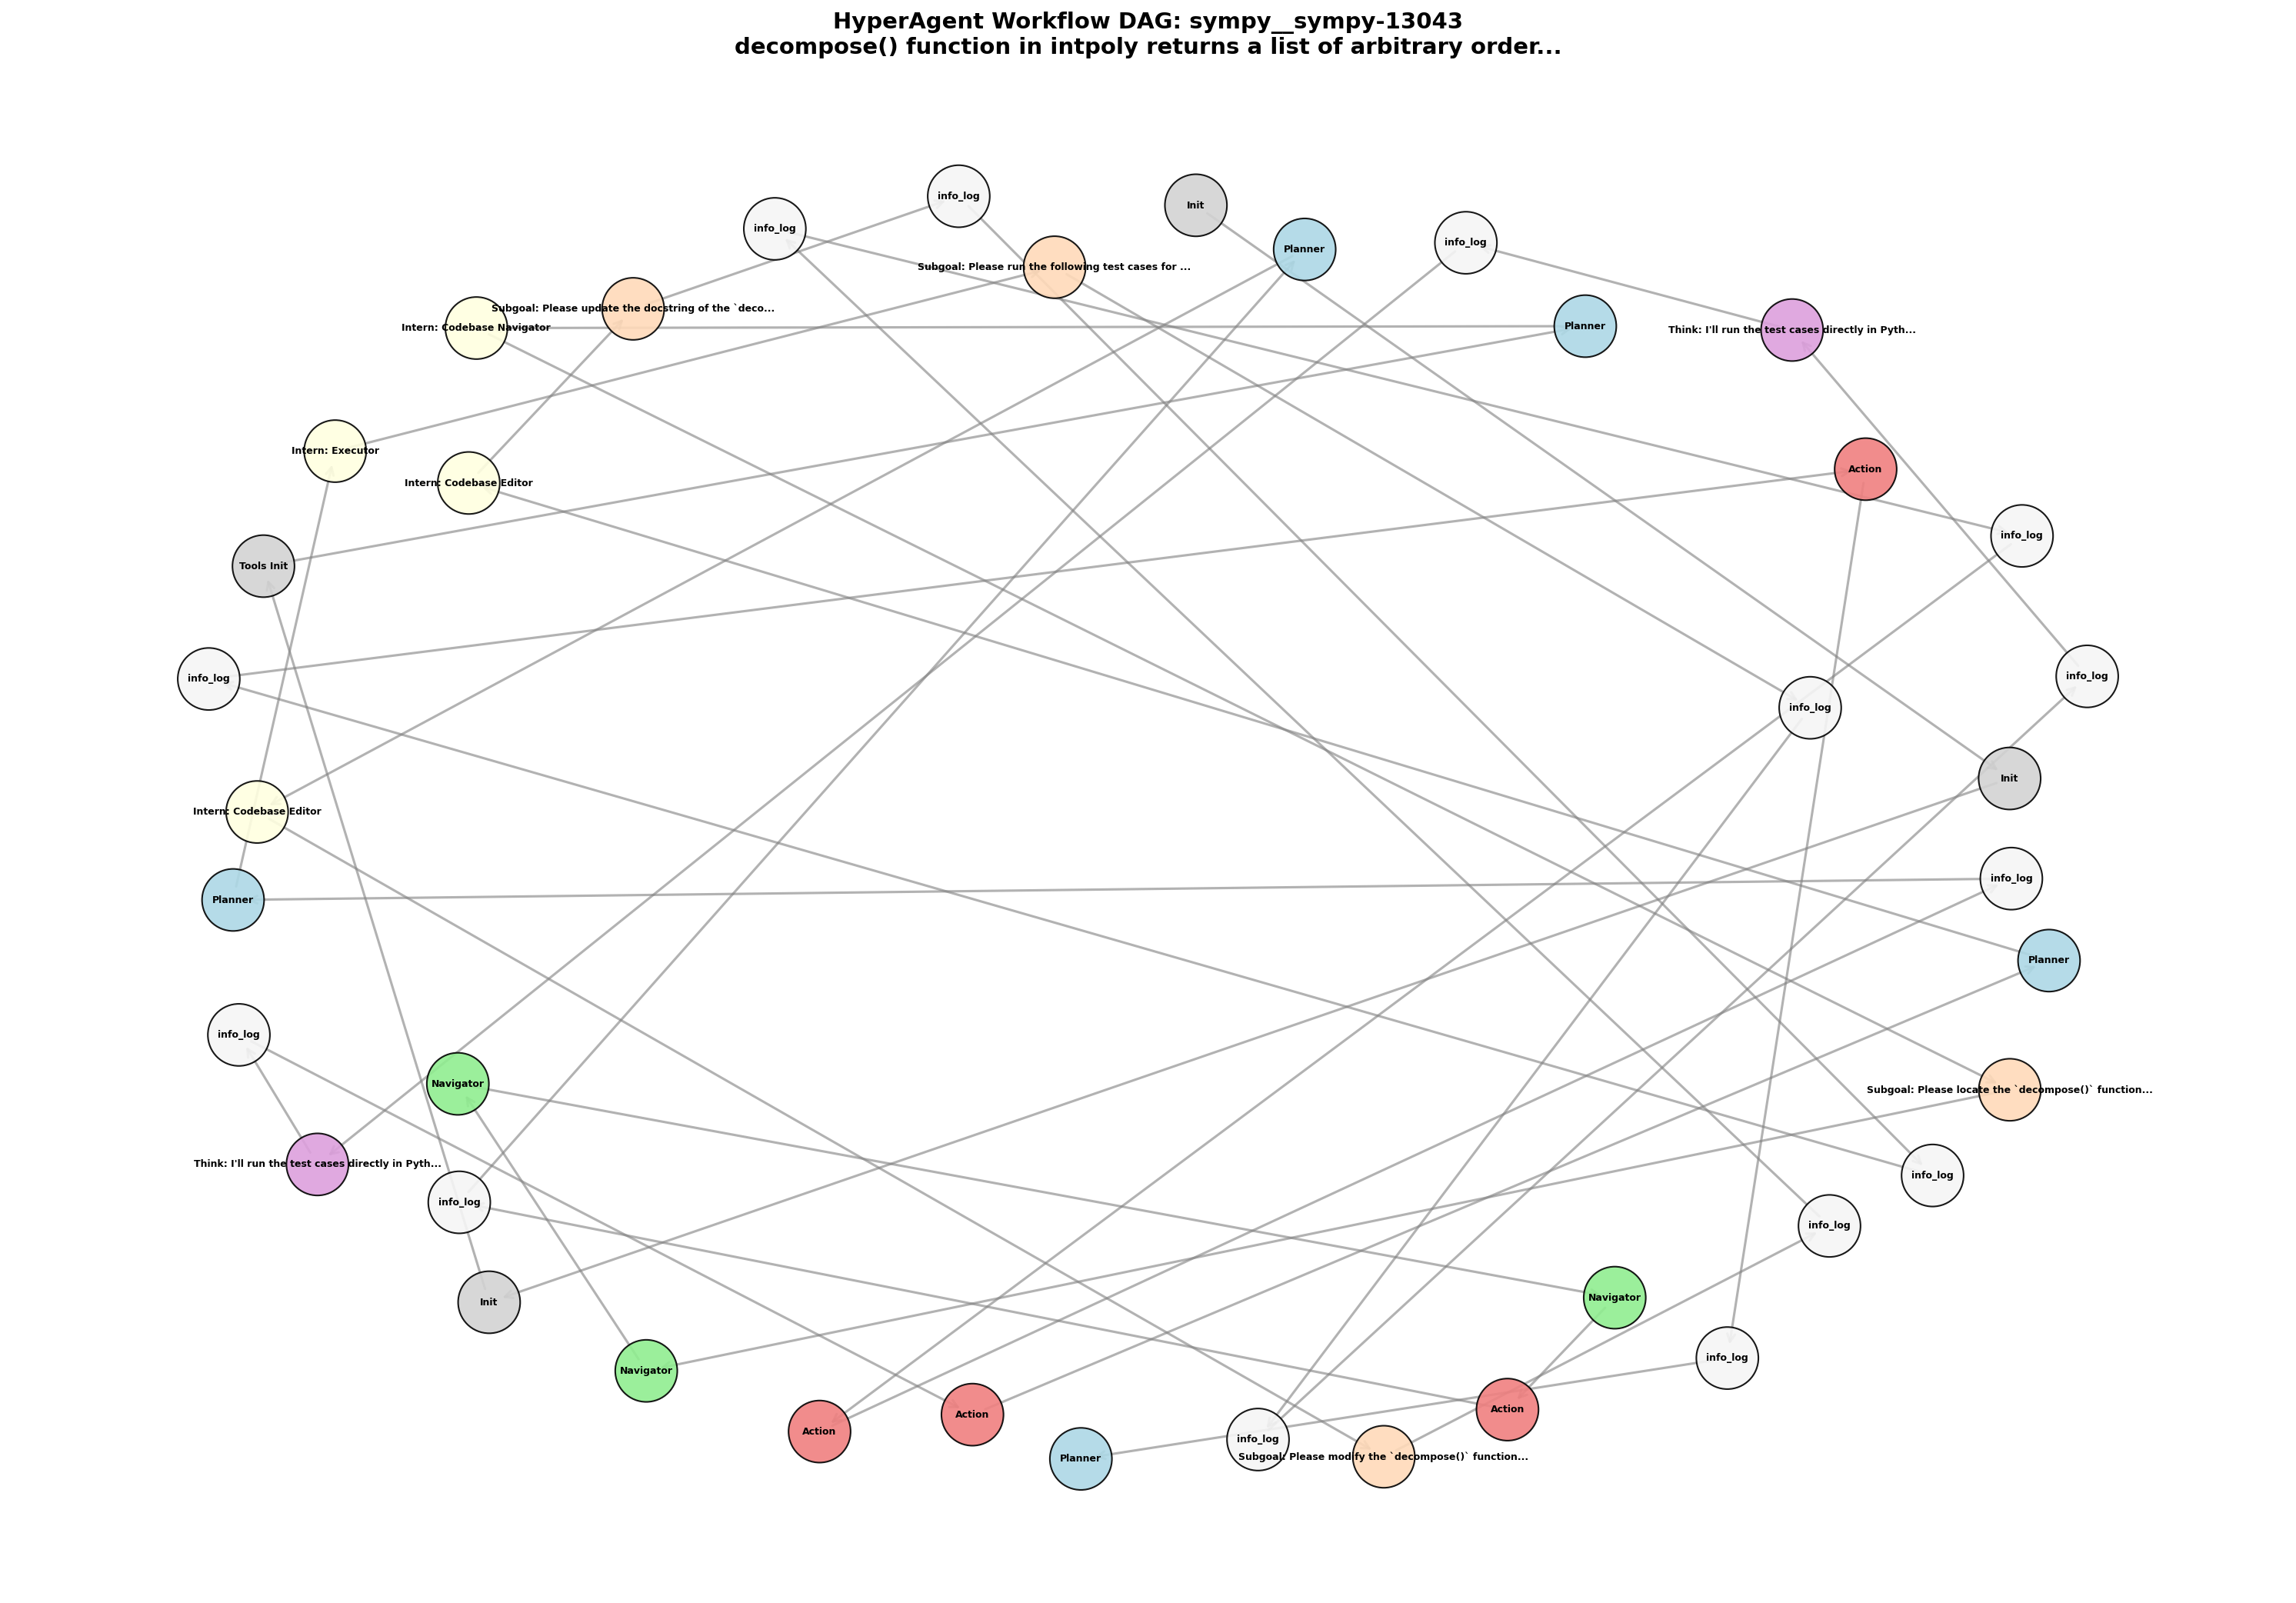 HyperAgent Workflow DAG: sympy__sympy-13043
decompose() function in intpoly returns a list of arbitrary order...
info_log
Init
info_log
info_log
Planner
Subgoal: Please run the following test cases for ...
Subgoal: Please update the docstring of the `deco...
Intern: Codebase Navigator
Planner
Think: I'll run the test cases directly in Pyth...
Intern: Executor
Action
Intern: Codebase Editor
info_log
Tools Init
info_log
info_log
info_log
Init
Intern: Codebase Editor
info_log
Planner
Planner
info_log
Navigator
Subgoal: Please locate the `decompose()` function...
Think: I'll run the test cases directly in Pyth...
info_log
info_log
info_log
Navigator
Init
info_log
Navigator
Action
Action
Action
info_log
Planner
Subgoal: Please modify the `decompose()` function...